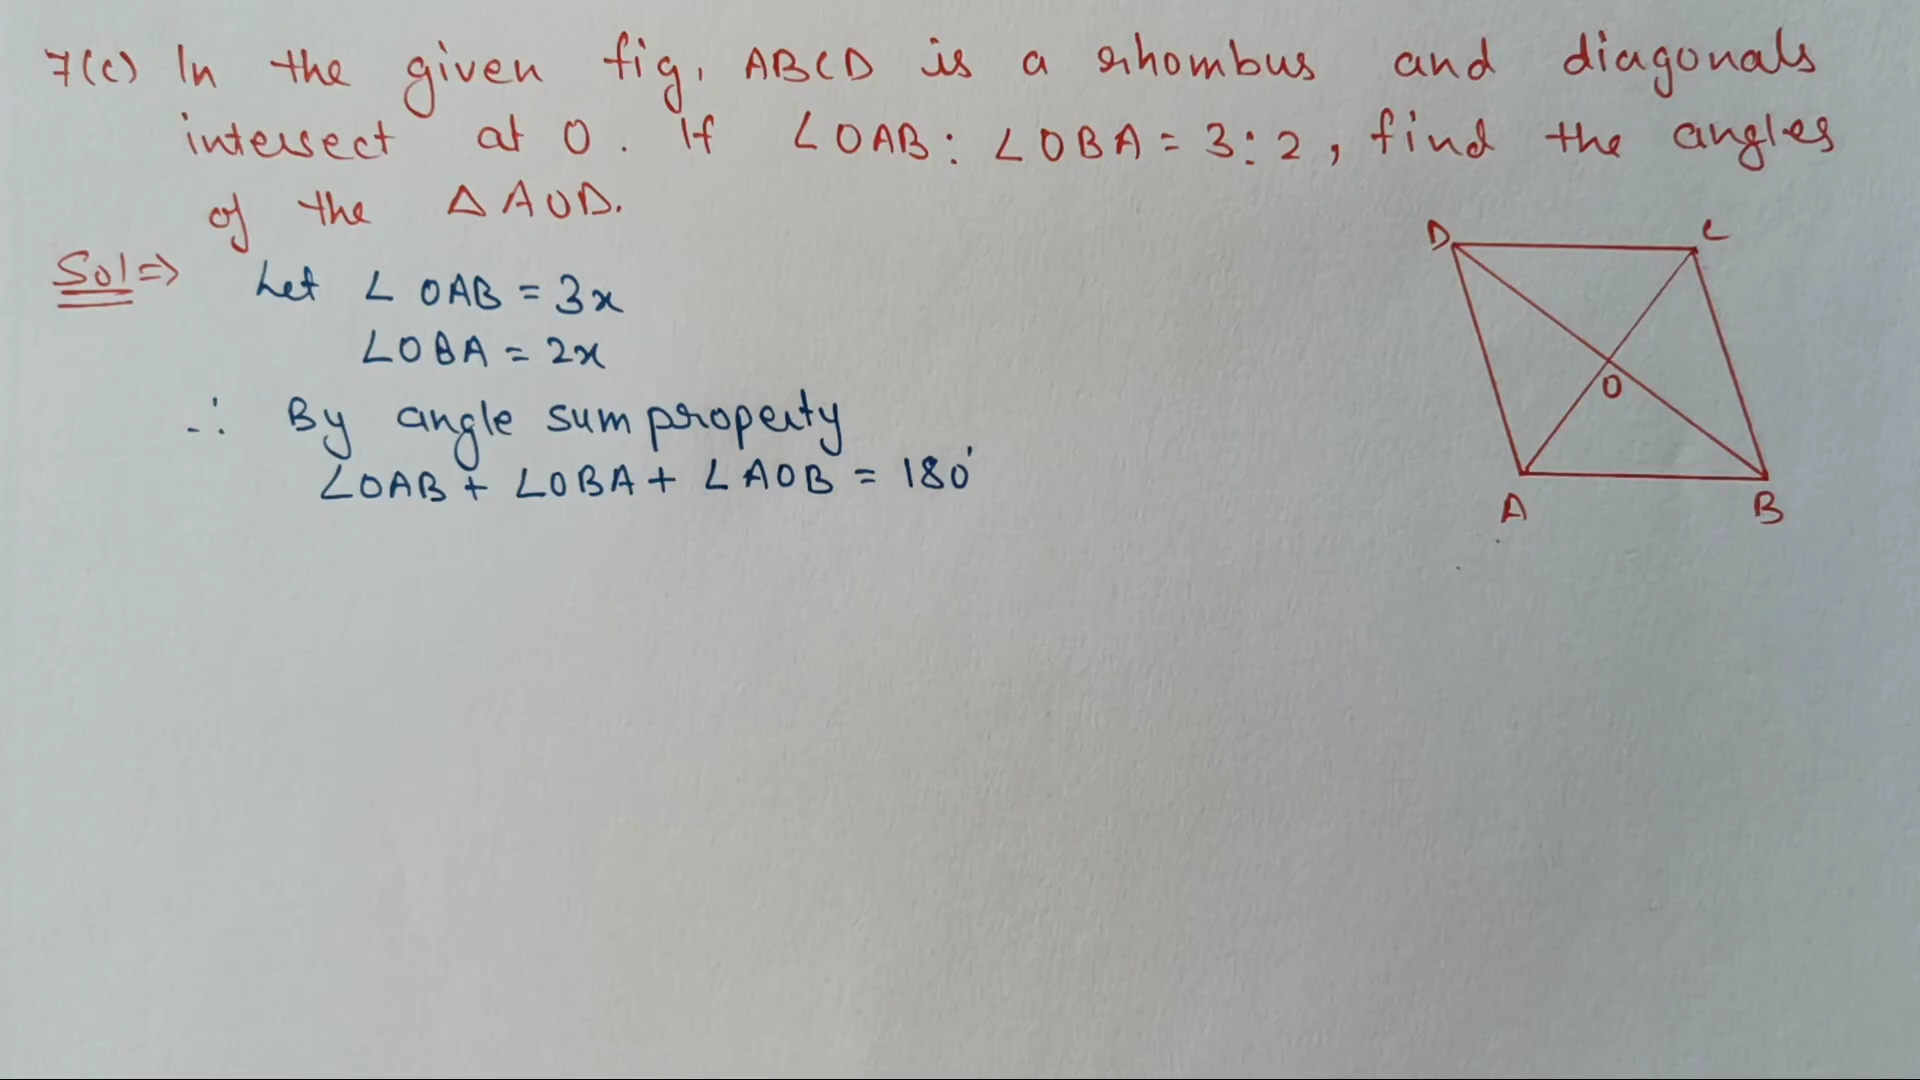 7(c) In the given fig, ABCD is a rhombus and diagonals
intersect at O. If ∠OAB : ∠OBA = 3:2, find the angles
of the △AOD.
Sol ⇒ Let ∠OAB = 3x
∠OBA = 2x
∴ By angle sum property
∠OAB + ∠OBA + ∠AOB = 180°
D C
O
A B